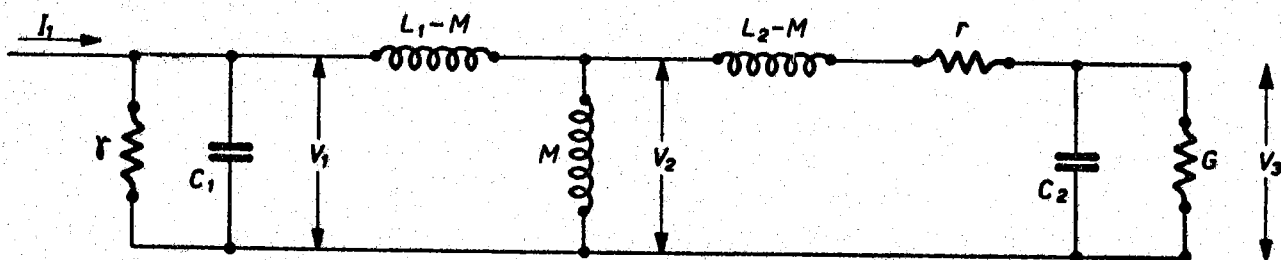 I₁
L₁-M
L₂-M
r
γ
C₁
V₁
M
V₂
C₂
G
V₃